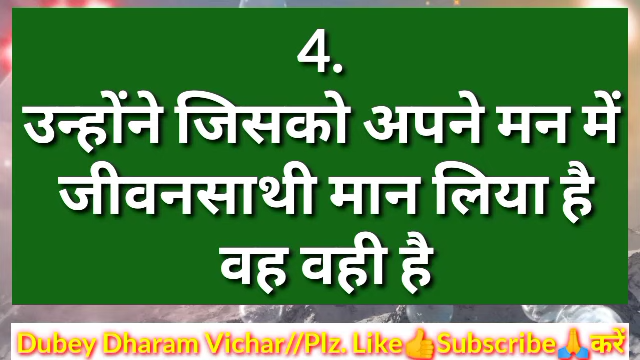 4.
उन्होंने जिसको अपने मन में
जीवनसाथी मान लिया है
वह वही है
Dubey Dharam Vichar//Plz. Like👍Subscribe🙏करें